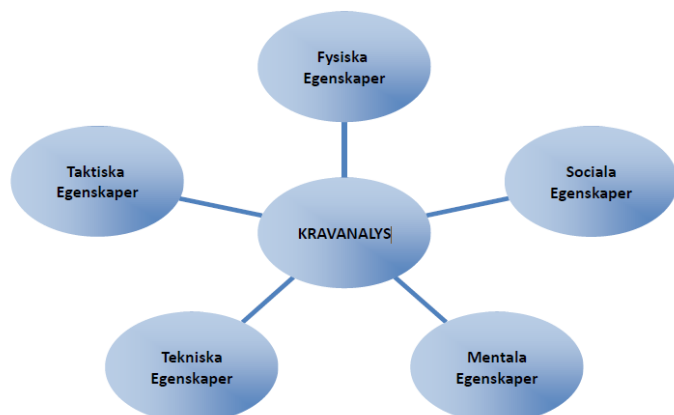 Fysiska
Egenskaper
Taktiska
Egenskaper
Sociala
Egenskaper
KRAVANALYS
Tekniska
Egenskaper
Mentala
Egenskaper